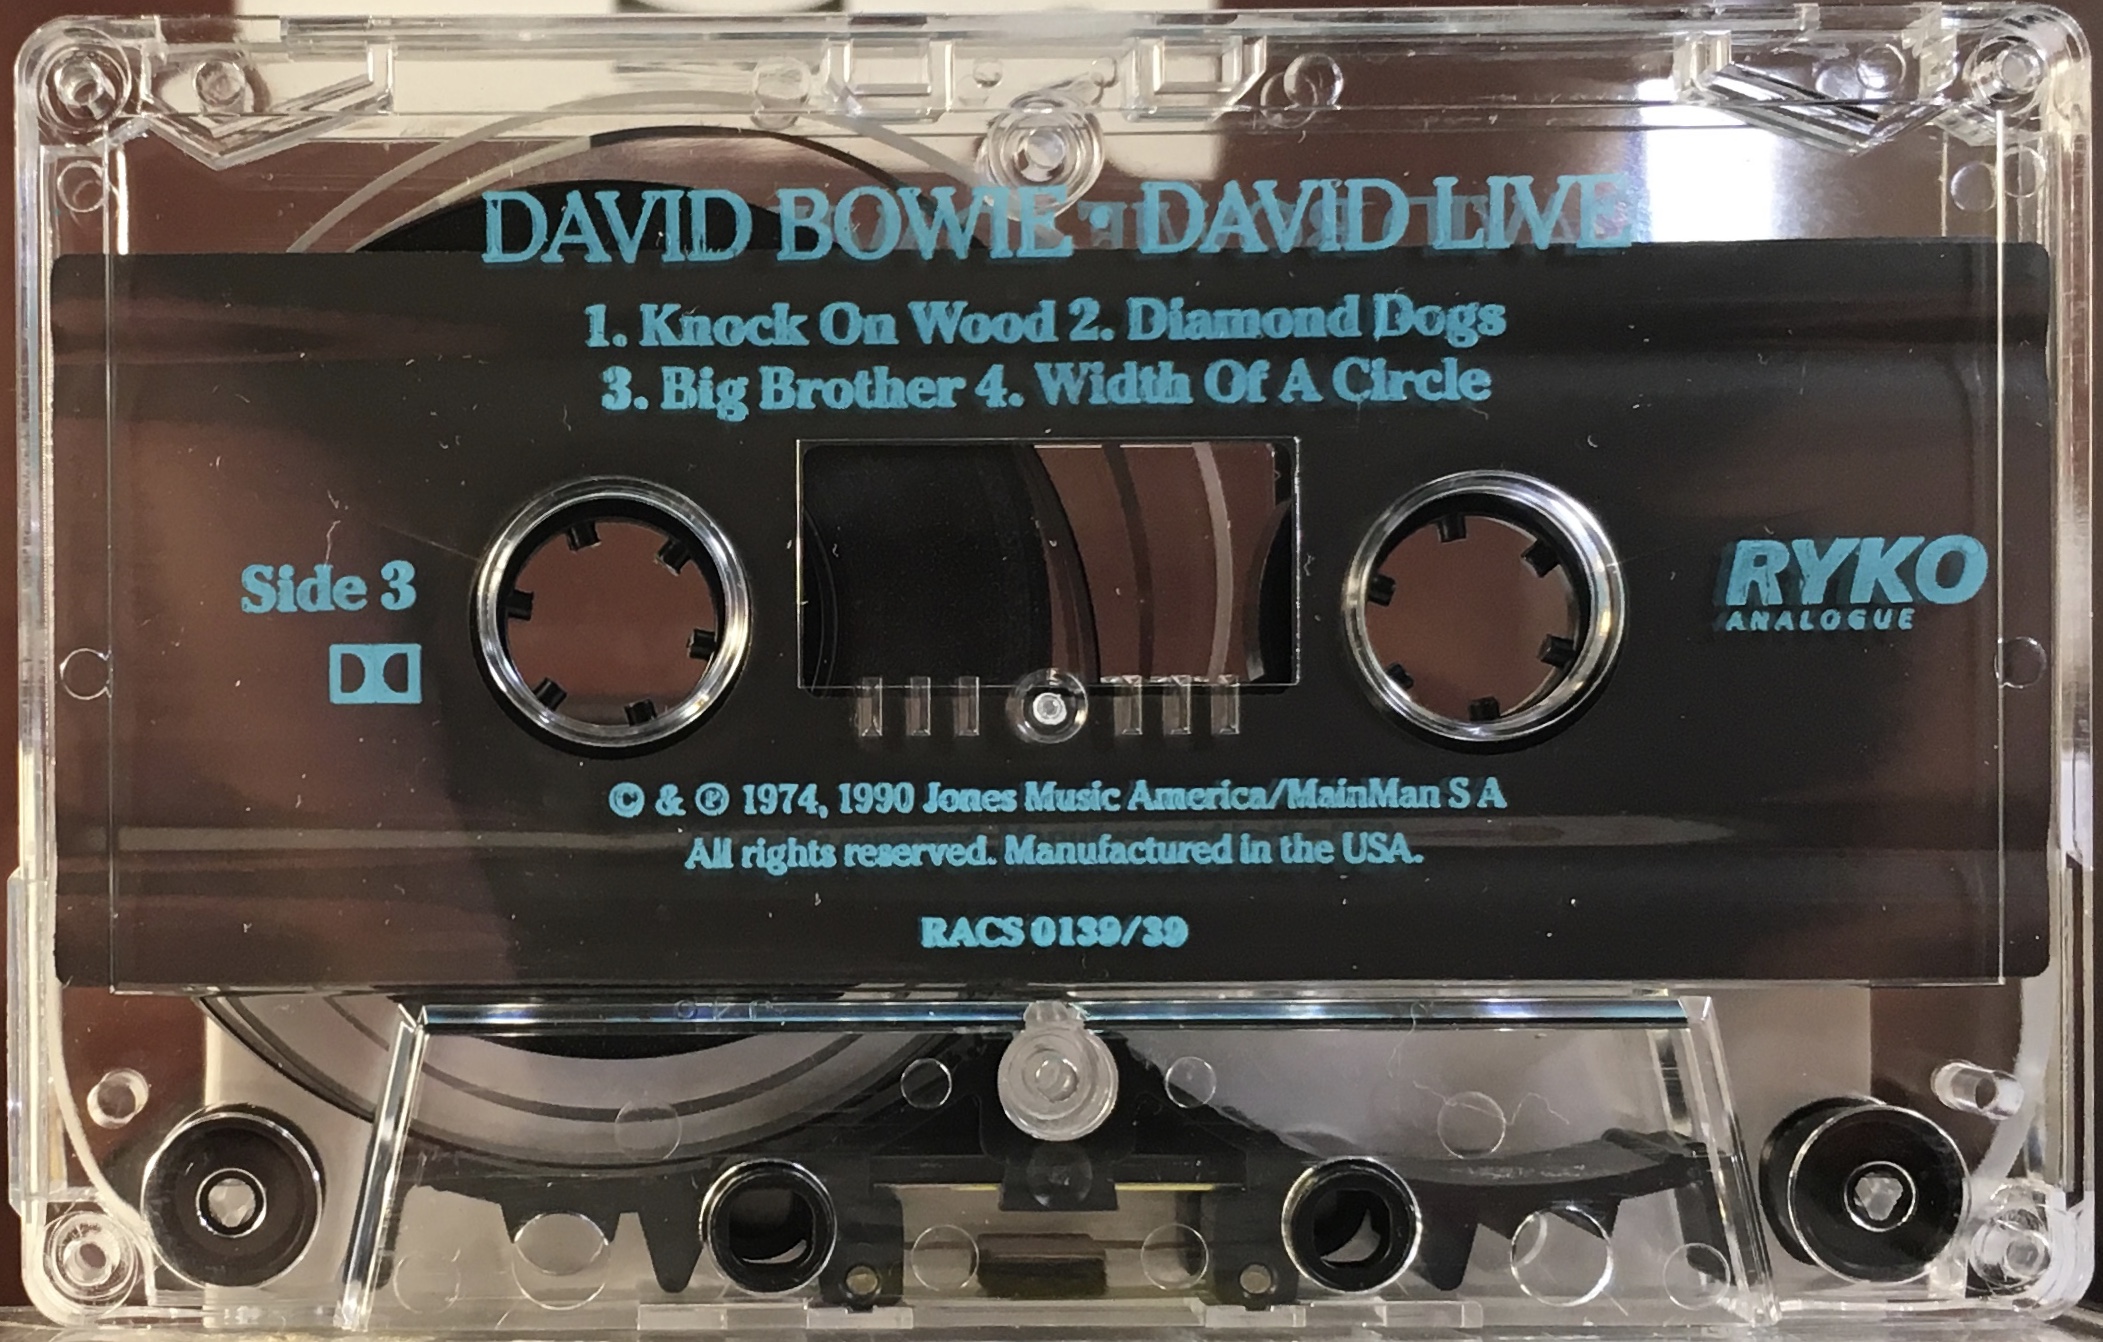 DAVID BOWIE • DAVID LIVE
1. Knock On Wood 2. Diamond Dogs
3. Big Brother 4. Width Of A Circle
Side 3
RYKO
ANALOGUE
© & ℗ 1974, 1990 Jones Music America/MainMan S A
All rights reserved. Manufactured in the USA.
RACS 0139/39